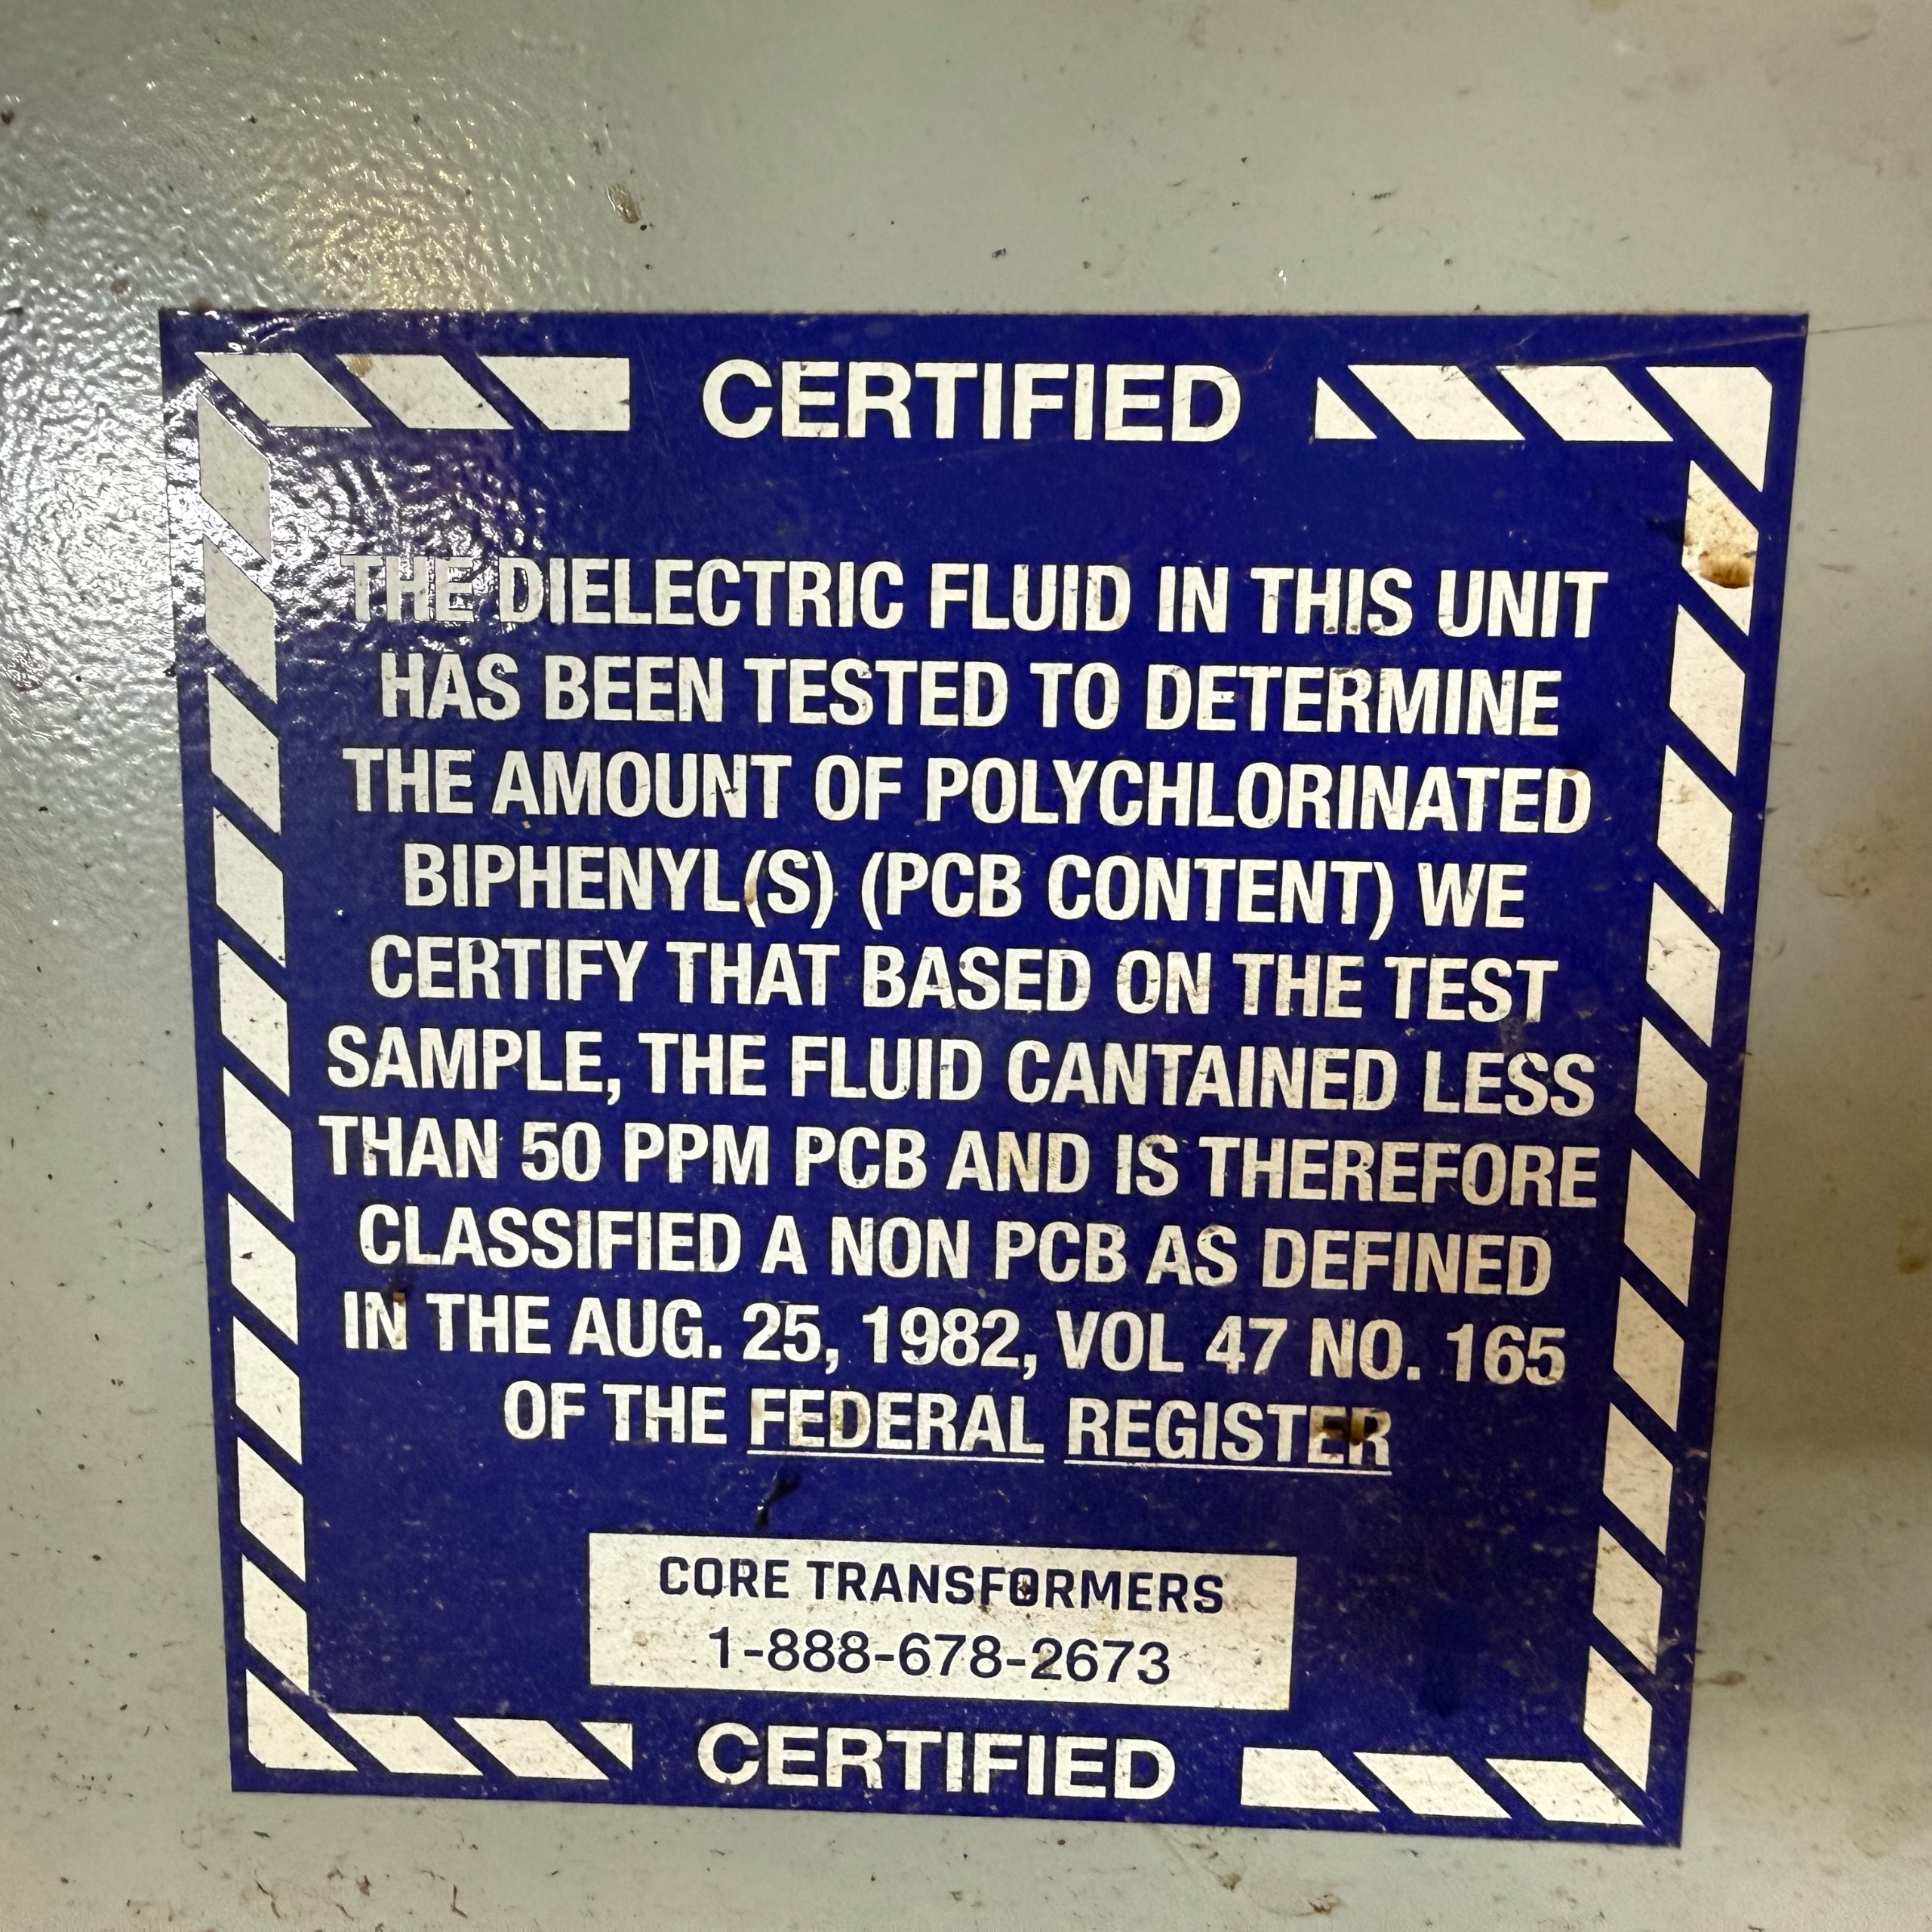 CERTIFIED
THE DIELECTRIC FLUID IN THIS UNIT
HAS BEEN TESTED TO DETERMINE
THE AMOUNT OF POLYCHLORINATED
BIPHENYL(S) (PCB CONTENT) WE
CERTIFY THAT BASED ON THE TEST
SAMPLE, THE FLUID CANTAINED LESS
THAN 50 PPM PCB AND IS THEREFORE
CLASSIFIED A NON PCB AS DEFINED
IN THE AUG. 25, 1982, VOL 47 NO. 165
OF THE FEDERAL REGISTER
CORE TRANSFORMERS
1-888-678-2673
CERTIFIED